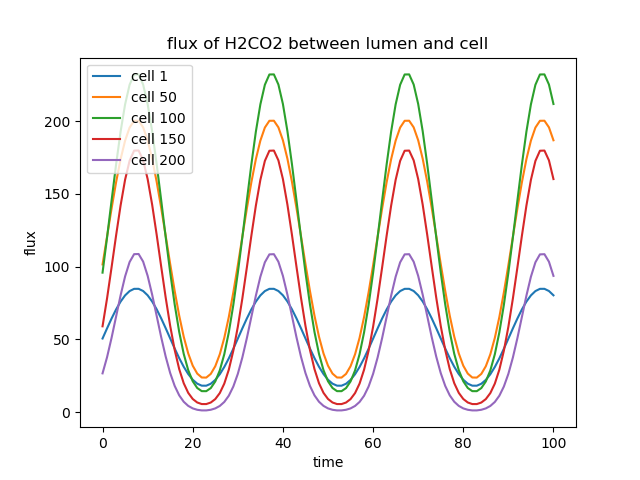 flux of H2CO2 between lumen and cell
cell 1
cell 50
cell 100
cell 150
cell 200
flux
200
150
100
50
0
0 20 40 60 80 100
time